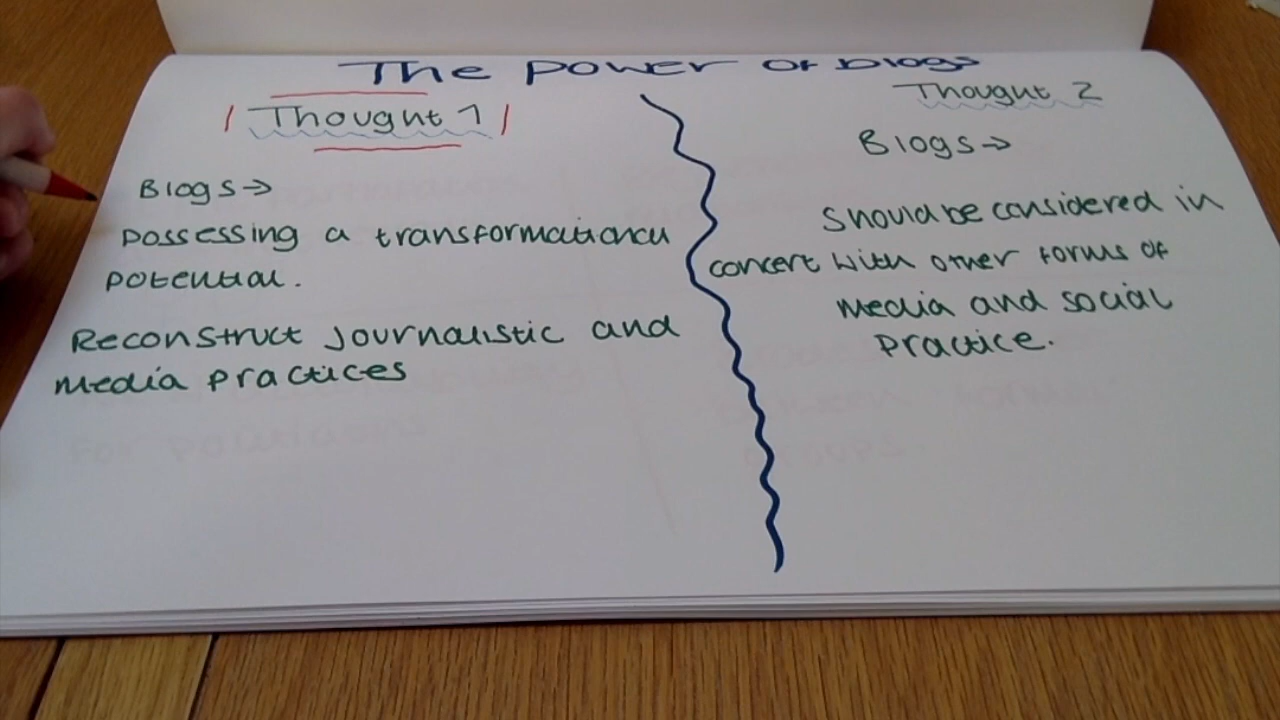 The power of blogs
Thought 1
Blogs →
possessing a transformational
potential.
Reconstruct journalistic and
media practices
Thought 2
Blogs →
Should be considered in
concert with other forms of
media and social
practice.